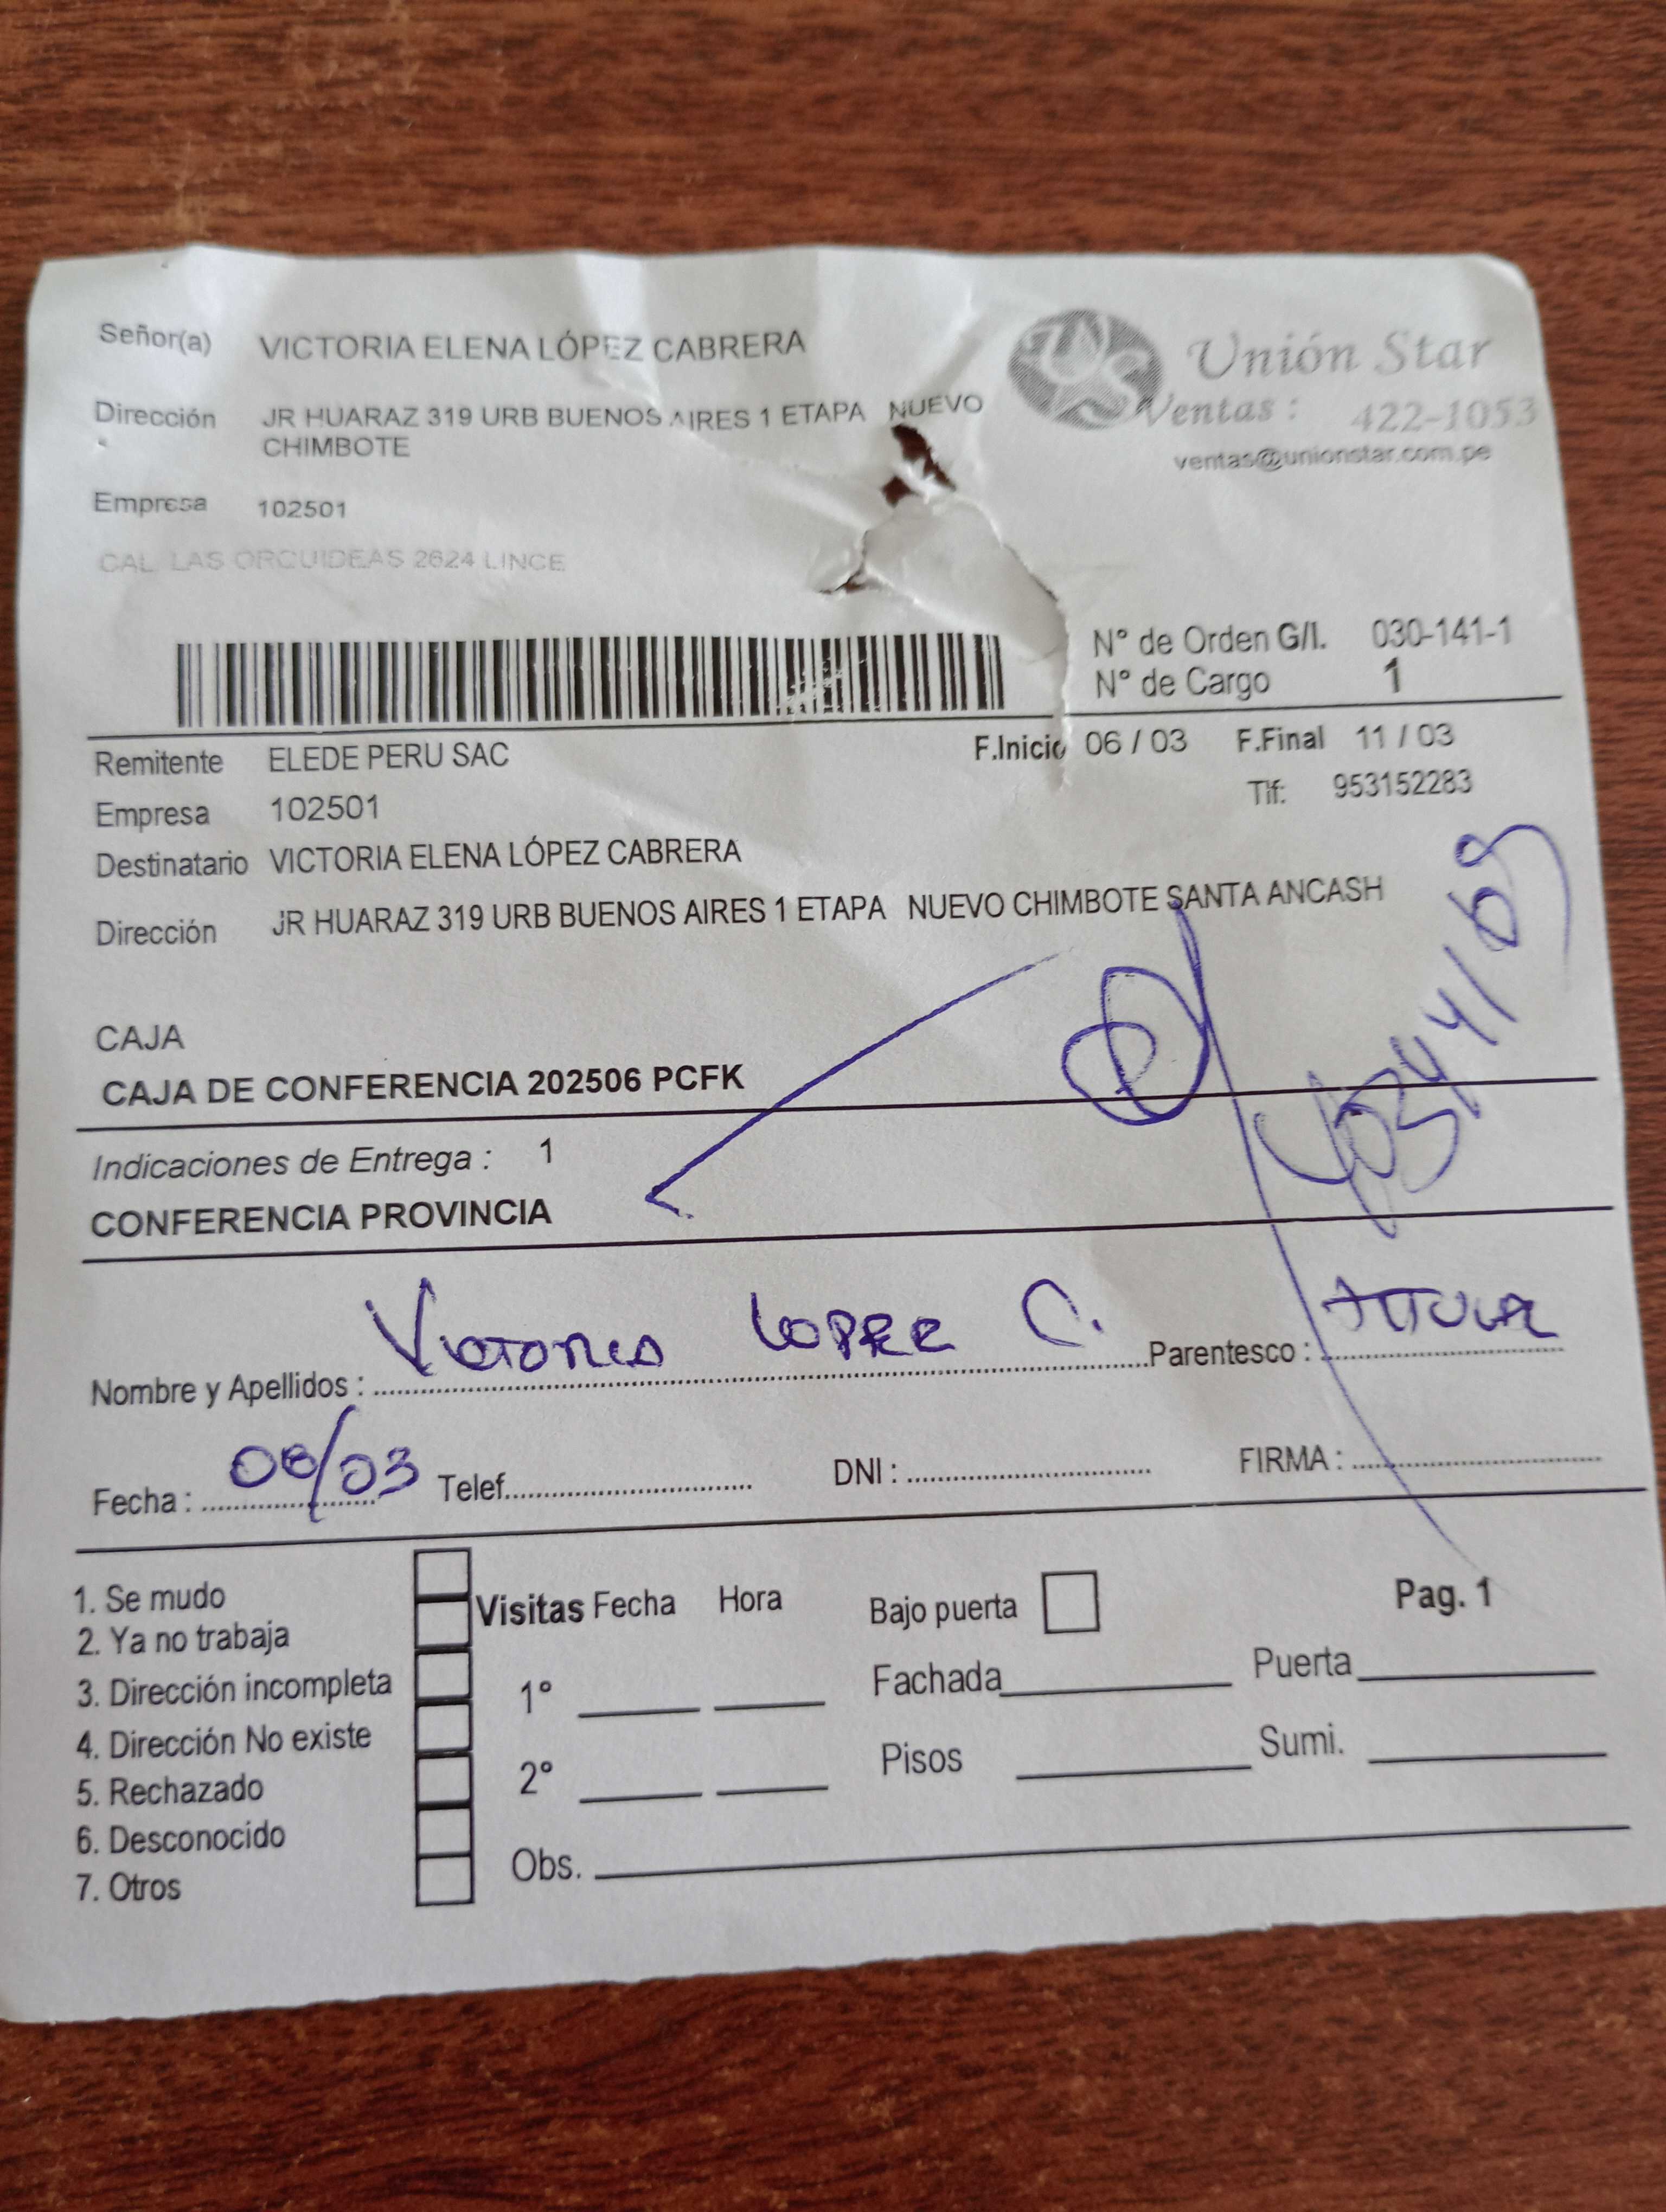 Señor(a) VICTORIA ELENA LÓPEZ CABRERA
Unión Star
Ventas : 422-1053
ventas@unionstar.com.pe
Dirección JR HUARAZ 319 URB BUENOS AIRES 1 ETAPA NUEVO
CHIMBOTE
Empresa 102501
CAL LAS ORQUIDEAS 2624 LINCE
N° de Orden G/I. 030-141-1
N° de Cargo 1
Remitente ELEDE PERU SAC F.Inicio 06 / 03 F.Final 11 / 03
Empresa 102501 Tlf: 953152283
Destinatario VICTORIA ELENA LÓPEZ CABRERA
Dirección JR HUARAZ 319 URB BUENOS AIRES 1 ETAPA NUEVO CHIMBOTE SANTA ANCASH
CAJA
CAJA DE CONFERENCIA 202506 PCFK
Indicaciones de Entrega : 1
CONFERENCIA PROVINCIA
Nombre y Apellidos : Victoria Lopez C. Parentesco : titular
Fecha : 08/03 Telef. DNI : FIRMA :
1. Se mudo
2. Ya no trabaja
3. Dirección incompleta
4. Dirección No existe
5. Rechazado
6. Desconocido
7. Otros
Visitas Fecha Hora
1°
2°
Obs.
Bajo puerta Pag. 1
Fachada Puerta
Pisos Sumi.